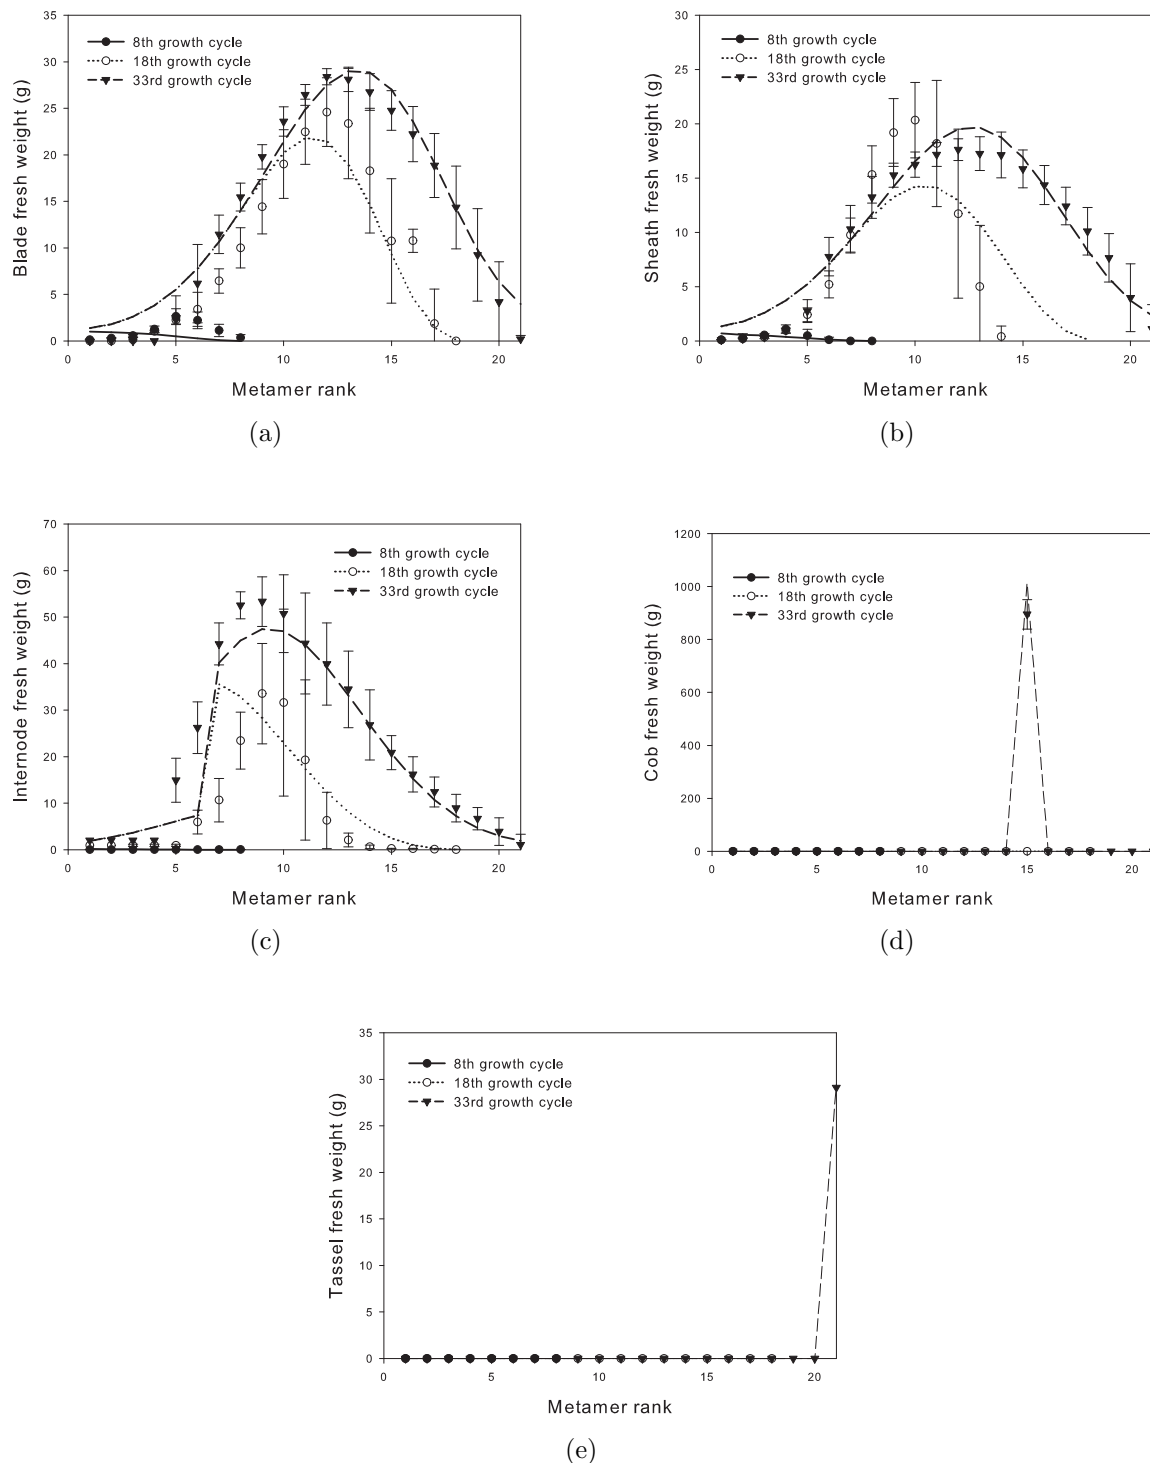 35
30
25
20
15
10
5
0
Blade fresh weight (g)
8th growth cycle
18th growth cycle
33rd growth cycle
0 5 10 15 20
Metamer rank
(a)
30
25
20
15
10
5
0
Sheath fresh weight (g)
8th growth cycle
18th growth cycle
33rd growth cycle
0 5 10 15 20
Metamer rank
(b)
70
60
50
40
30
20
10
0
Internode fresh weight (g)
8th growth cycle
18th growth cycle
33rd growth cycle
0 5 10 15 20
Metamer rank
(c)
1200
1000
800
600
400
200
0
Cob fresh weight (g)
8th growth cycle
18th growth cycle
33rd growth cycle
0 5 10 15 20
Metamer rank
(d)
35
30
25
20
15
10
5
0
Tassel fresh weight (g)
8th growth cycle
18th growth cycle
33rd growth cycle
0 5 10 15 20
Metamer rank
(e)